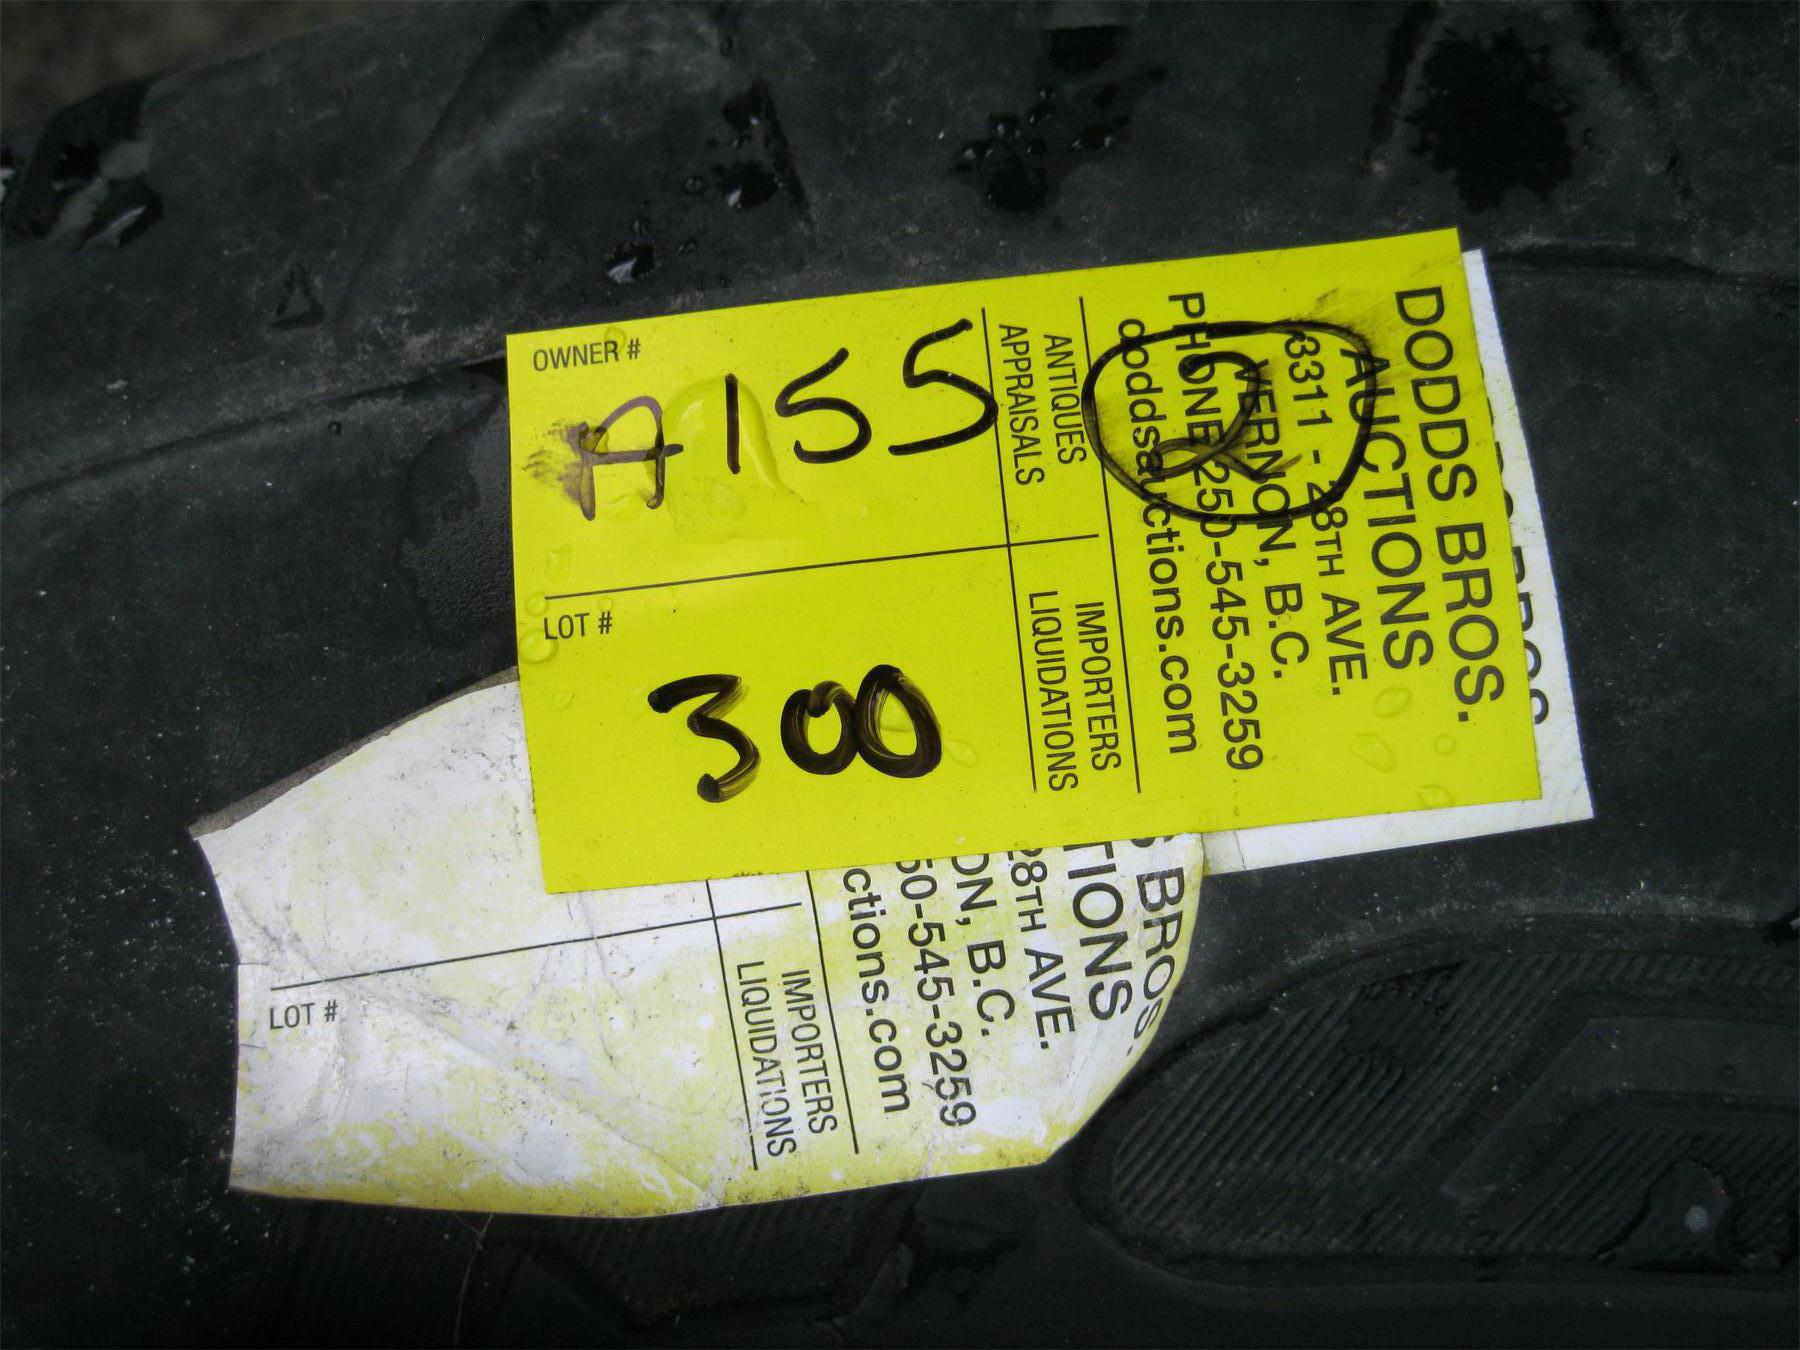 DODDS BROS.
AUCTIONS
3311 - 28TH AVE.
VERNON, B.C.
PHONE 250-545-3259
doddsauctions.com
2
ANTIQUES
APPRAISALS
IMPORTERS
LIQUIDATIONS
OWNER #
A155
LOT #
300
BROS.
TIONS
28TH AVE.
ON, B.C.
50-545-3259
ctions.com
IMPORTERS
LIQUIDATIONS
LOT #